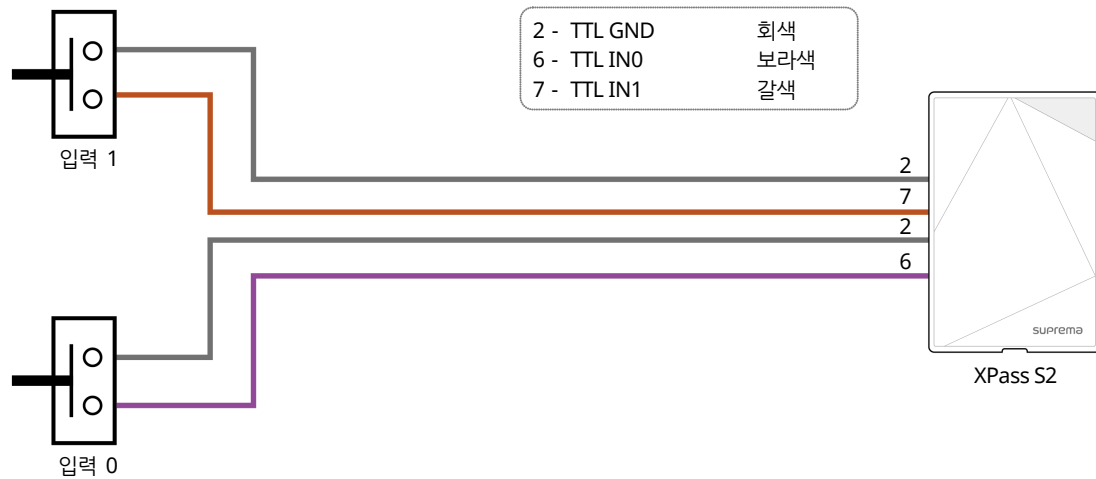 2 - TTL GND 회색
6 - TTL IN0 보라색
7 - TTL IN1 갈색
입력 1
2
7
2
6
suprema
XPass S2
입력 0